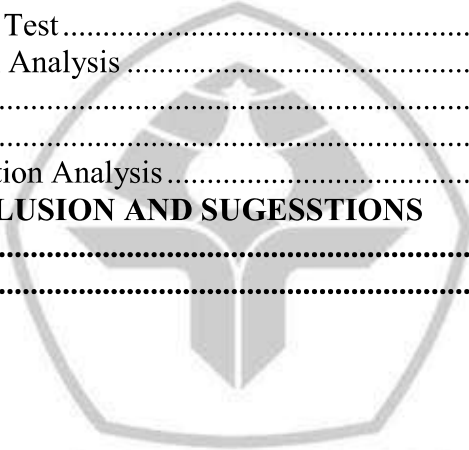 Test......................................................
Analysis .............................................
...............................................................
...............................................................
tion Analysis........................................
LUSION AND SUGESSTIONS
...............................................................
...............................................................